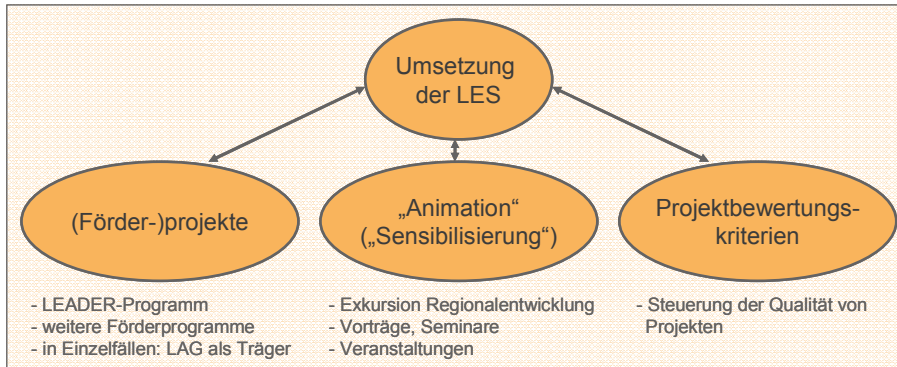 Umsetzung
der LES
(Förder-)projekte
„Animation“
(„Sensibilisierung“)
Projektbewertungs-
kriterien
- LEADER-Programm
- weitere Förderprogramme
- in Einzelfällen: LAG als Träger
- Exkursion Regionalentwicklung
- Vorträge, Seminare
- Veranstaltungen
- Steuerung der Qualität von
Projekten